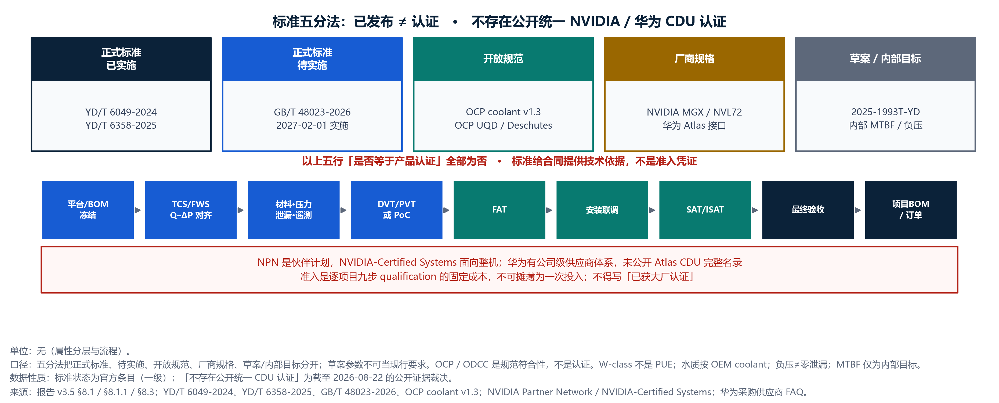 标准五分法：已发布 ≠ 认证 • 不存在公开统一 NVIDIA / 华为 CDU 认证
正式标准
已实施
YD/T 6049-2024
YD/T 6358-2025
正式标准
待实施
GB/T 48023-2026
2027-02-01 实施
开放规范
OCP coolant v1.3
OCP UQD / Deschutes
厂商规格
NVIDIA MGX / NVL72
华为 Atlas 接口
草案 / 内部目标
2025-1993T-YD
内部 MTBF / 负压
以上五行「是否等于产品认证」全部为否 • 标准给合同提供技术依据，不是准入凭证
平台/BOM
冻结
TCS/FWS
Q–ΔP 对齐
材料·压力
泄漏·遥测
DVT/PVT
或 PoC
FAT
安装联调
SAT/ISAT
最终验收
项目BOM
/ 订单
NPN 是伙伴计划，NVIDIA-Certified Systems 面向整机；华为有公司级供应商体系，未公开 Atlas CDU 完整名录
准入是逐项目九步 qualification 的固定成本，不可摊薄为一次投入；不得写「已获大厂认证」
单位：无（属性分层与流程）。
口径：五分法把正式标准、待实施、开放规范、厂商规格、草案/内部目标分开；草案参数不可当现行要求。OCP / ODCC 是规范符合性，不是认证。W-class 不是 PUE；水质按 OEM coolant；负压≠零泄漏；MTBF 仅为内部目标。
数据性质：标准状态为官方条目（一级）；「不存在公开统一 CDU 认证」为截至 2026-08-22 的公开证据裁决。
来源：报告 v3.5 §8.1 / §8.1.1 / §8.3；YD/T 6049-2024、YD/T 6358-2025、GB/T 48023-2026、OCP coolant v1.3；NVIDIA Partner Network / NVIDIA-Certified Systems；华为采购供应商 FAQ。